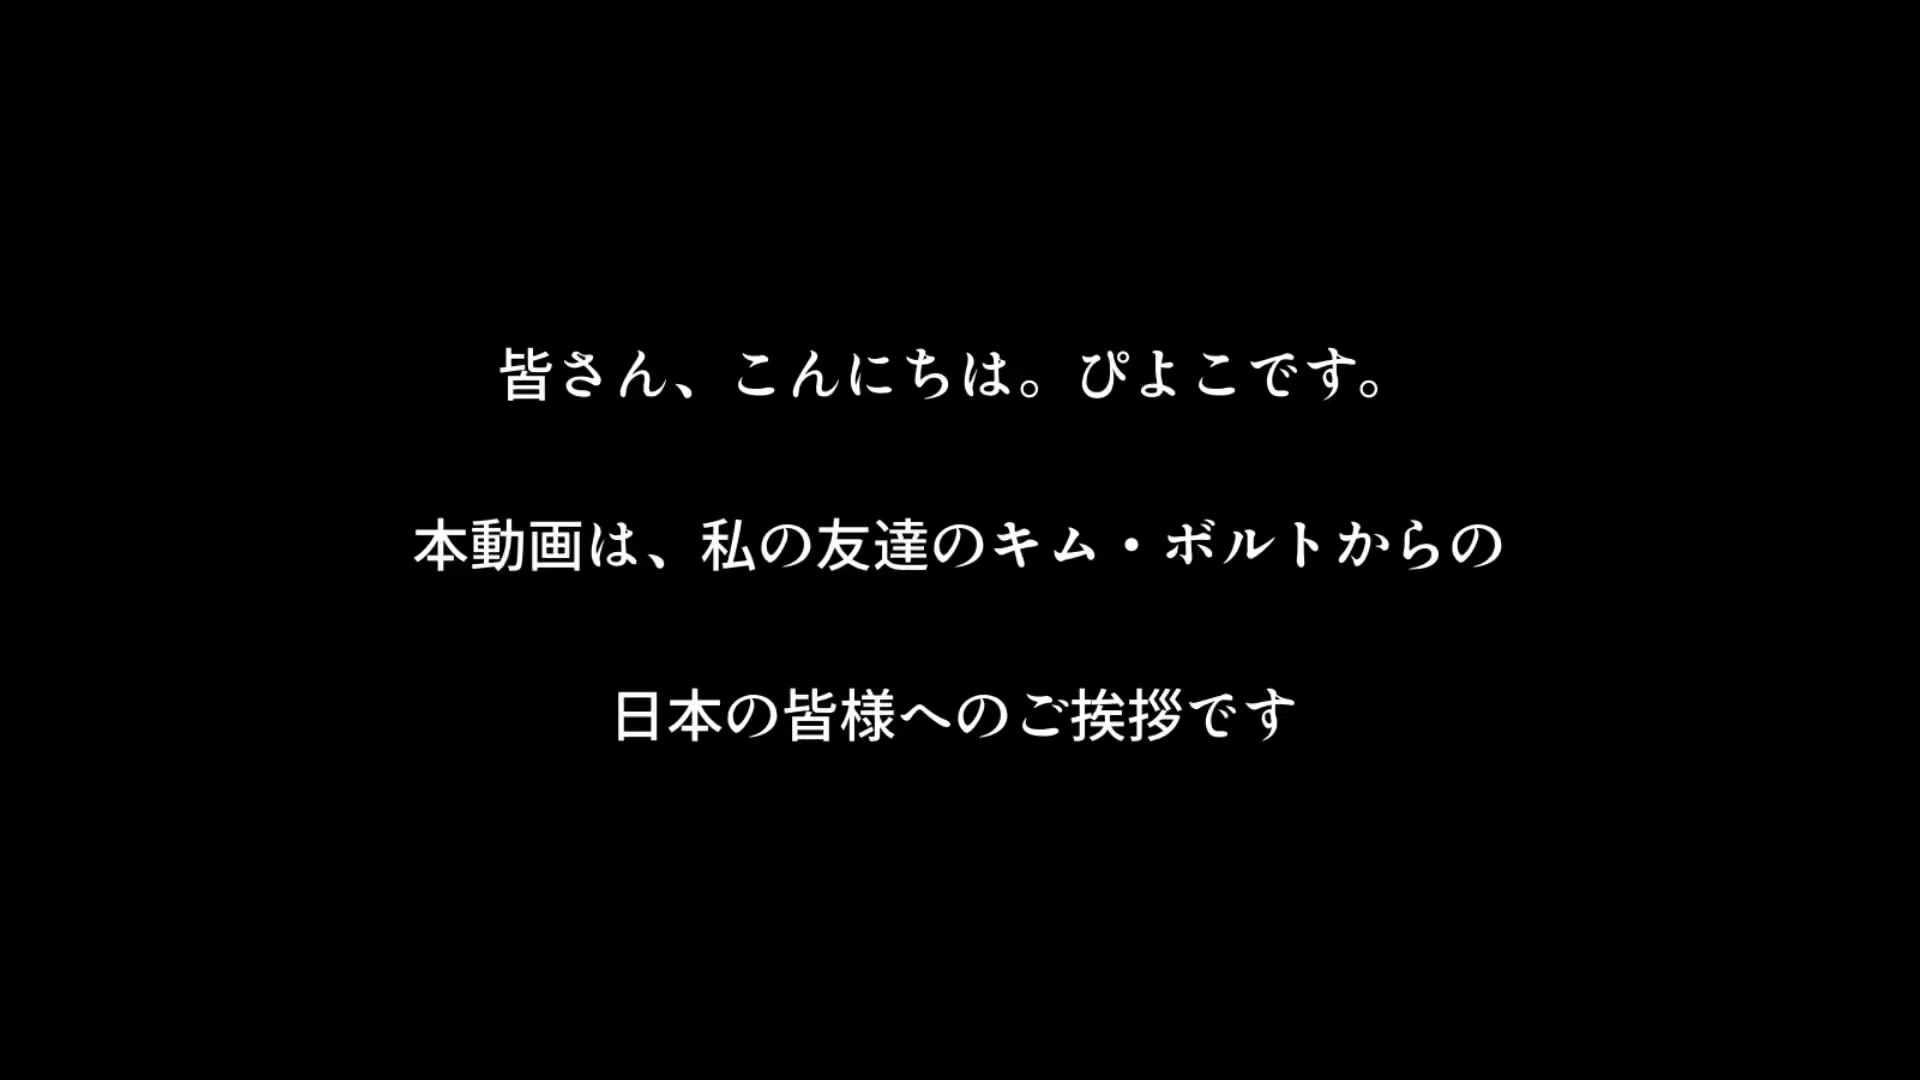 皆さん、こんにちは。ぴよこです。
本動画は、私の友達のキム・ボルトからの
日本の皆様へのご挨拶です